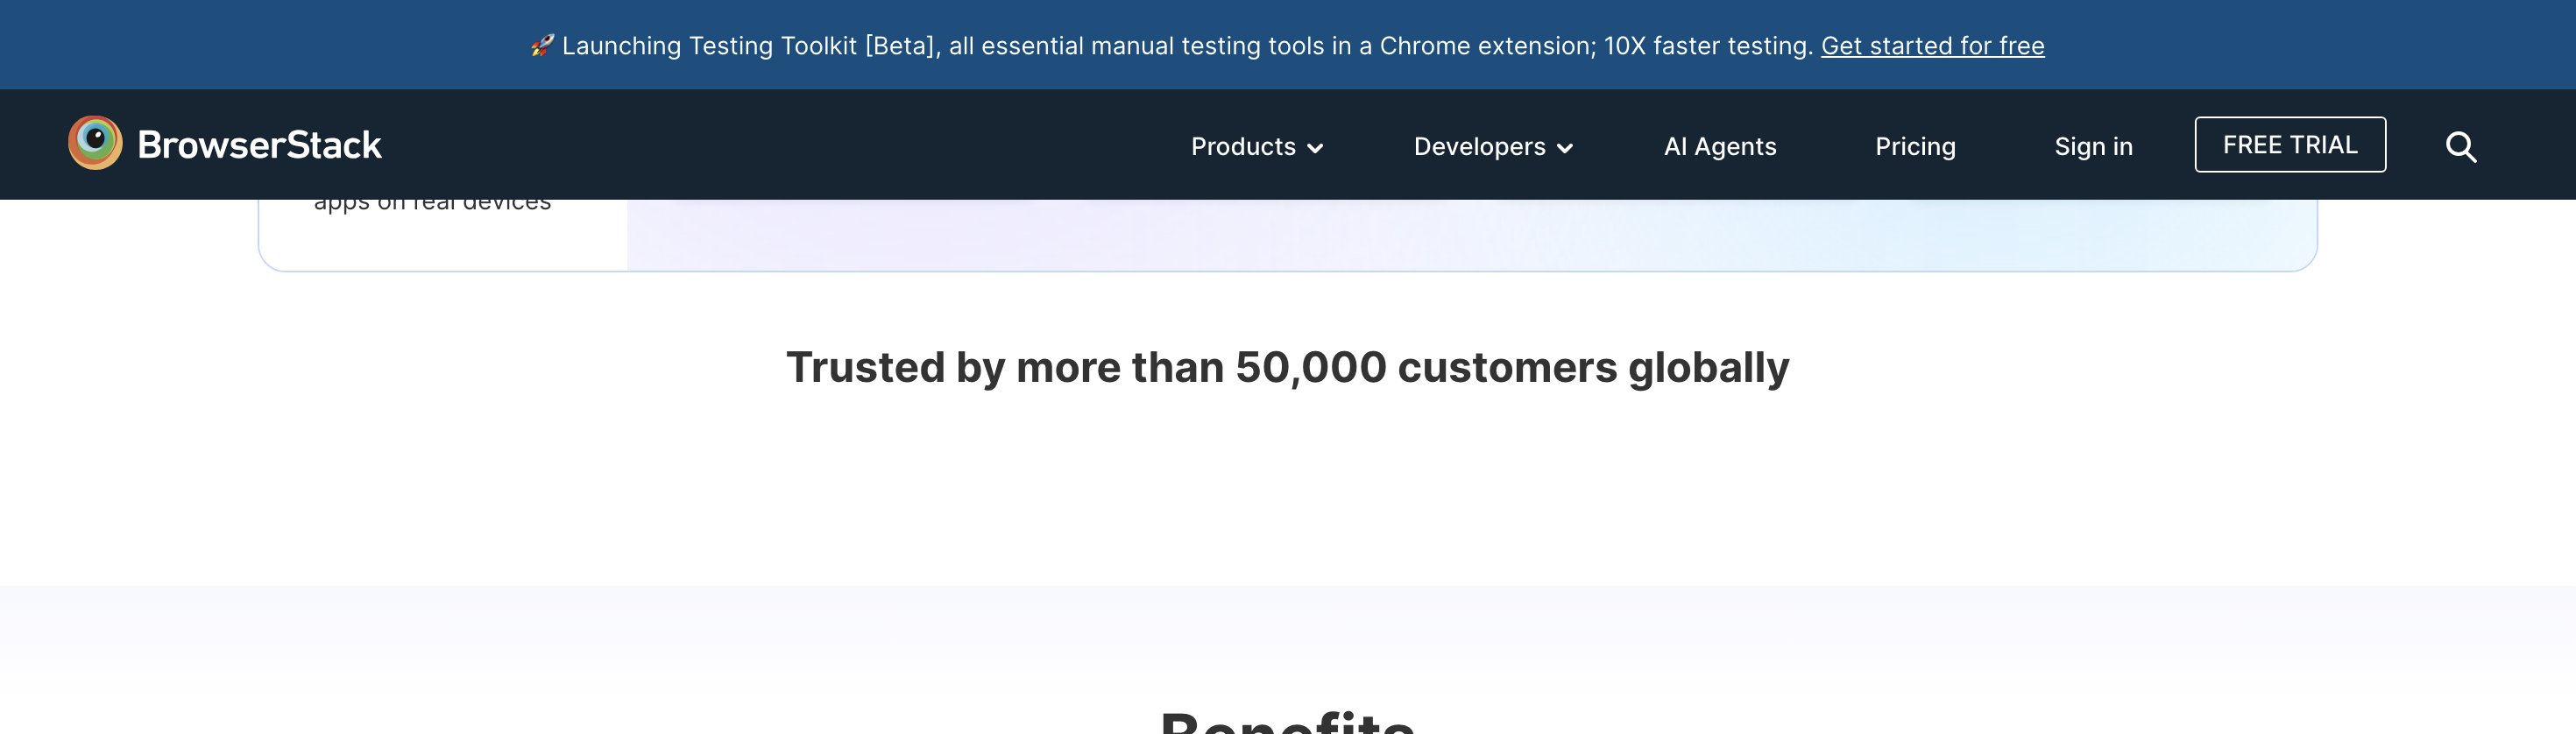 🚀 Launching Testing Toolkit [Beta], all essential manual testing tools in a Chrome extension; 10X faster testing. Get started for free
BrowserStack
Products
Developers
AI Agents
Pricing
Sign in
FREE TRIAL
apps on real devices
Trusted by more than 50,000 customers globally
Benefits